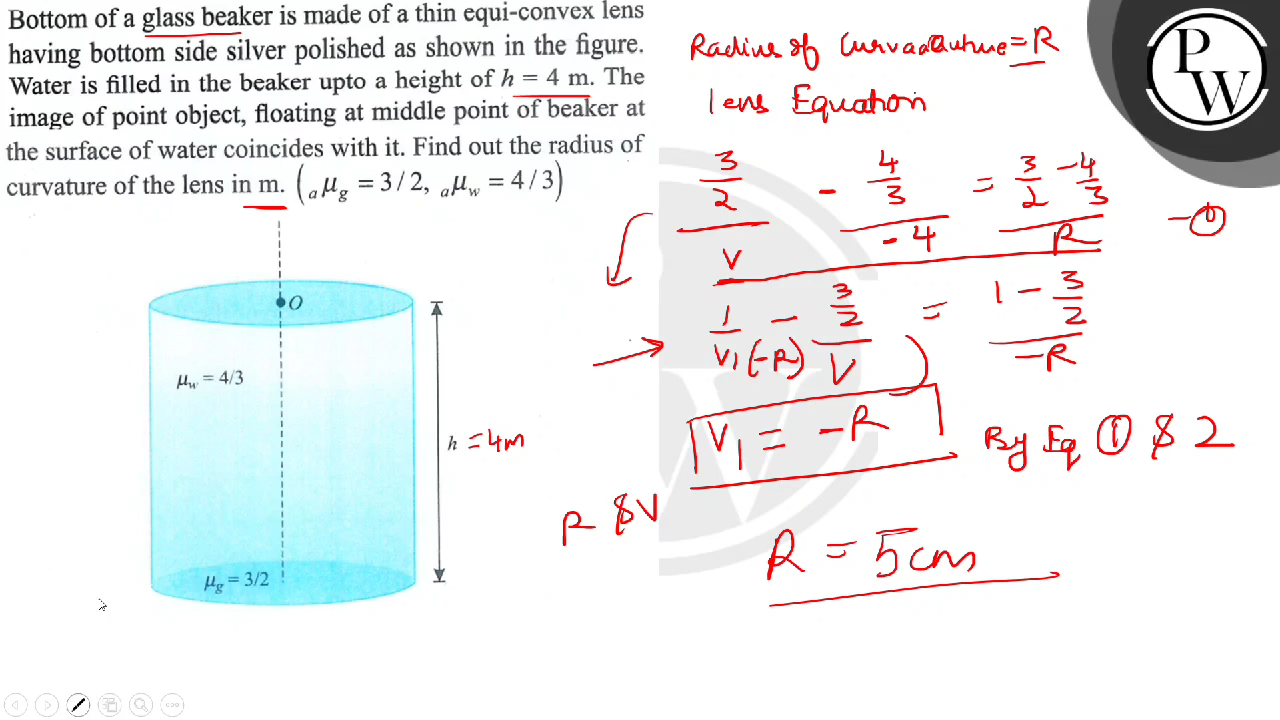 Bottom of a glass beaker is made of a thin equi-convex lens
having bottom side silver polished as shown in the figure.
Water is filled in the beaker upto a height of h = 4 m. The
image of point object, floating at middle point of beaker at
the surface of water coincides with it. Find out the radius of
curvature of the lens in m. (ₐμ_g = 3/2, ₐμ_w = 4/3)
O
μ_w = 4/3
h = 4m
μ_g = 3/2
Radius of = R
lens Equation
3/2 / V - 4/3 / -4 = 3/2 - 4/3 / R -①
1 / V₁(-R) - 3/2 / V ) = 1 - 3/2 / -R
V₁ = -R
By Eq ① & 2
R & V
R = 5cm
P
W